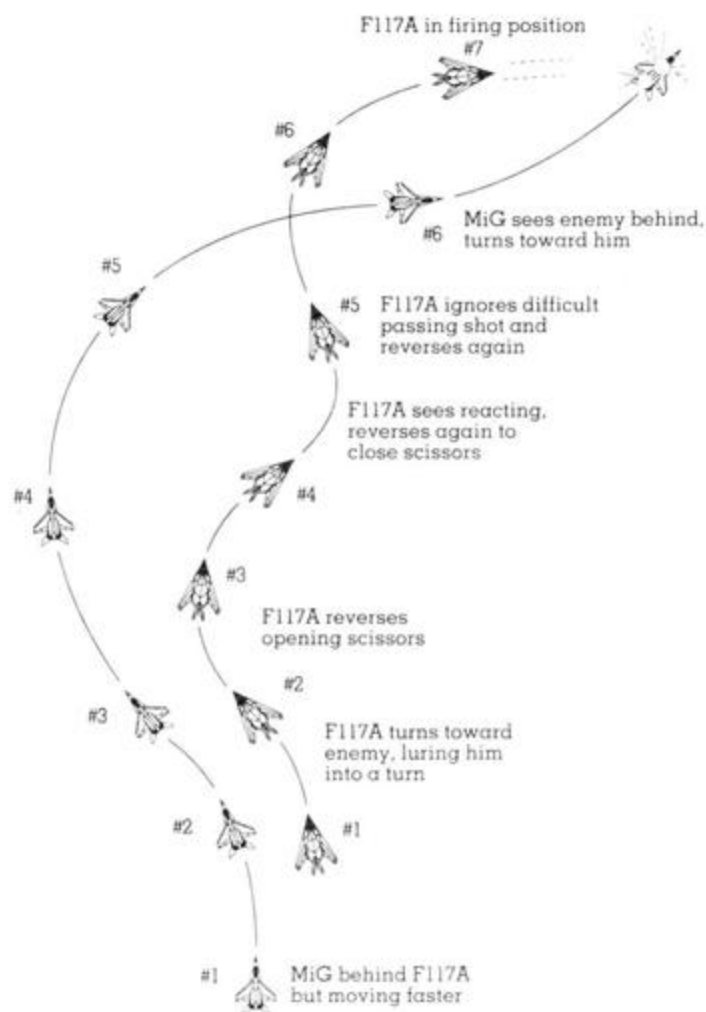 F117A in firing position
#7
#6
MiG sees enemy behind,
#6
turns toward him
#5
#5
F117A ignores difficult
passing shot and
reverses again
F117A sees reacting,
reverses again to
close scissors
#4
#4
#3
F117A reverses
opening scissors
#2
#3
F117A turns toward
enemy, luring him
into a turn
#2
#1
#1
MiG behind F117A
but moving faster